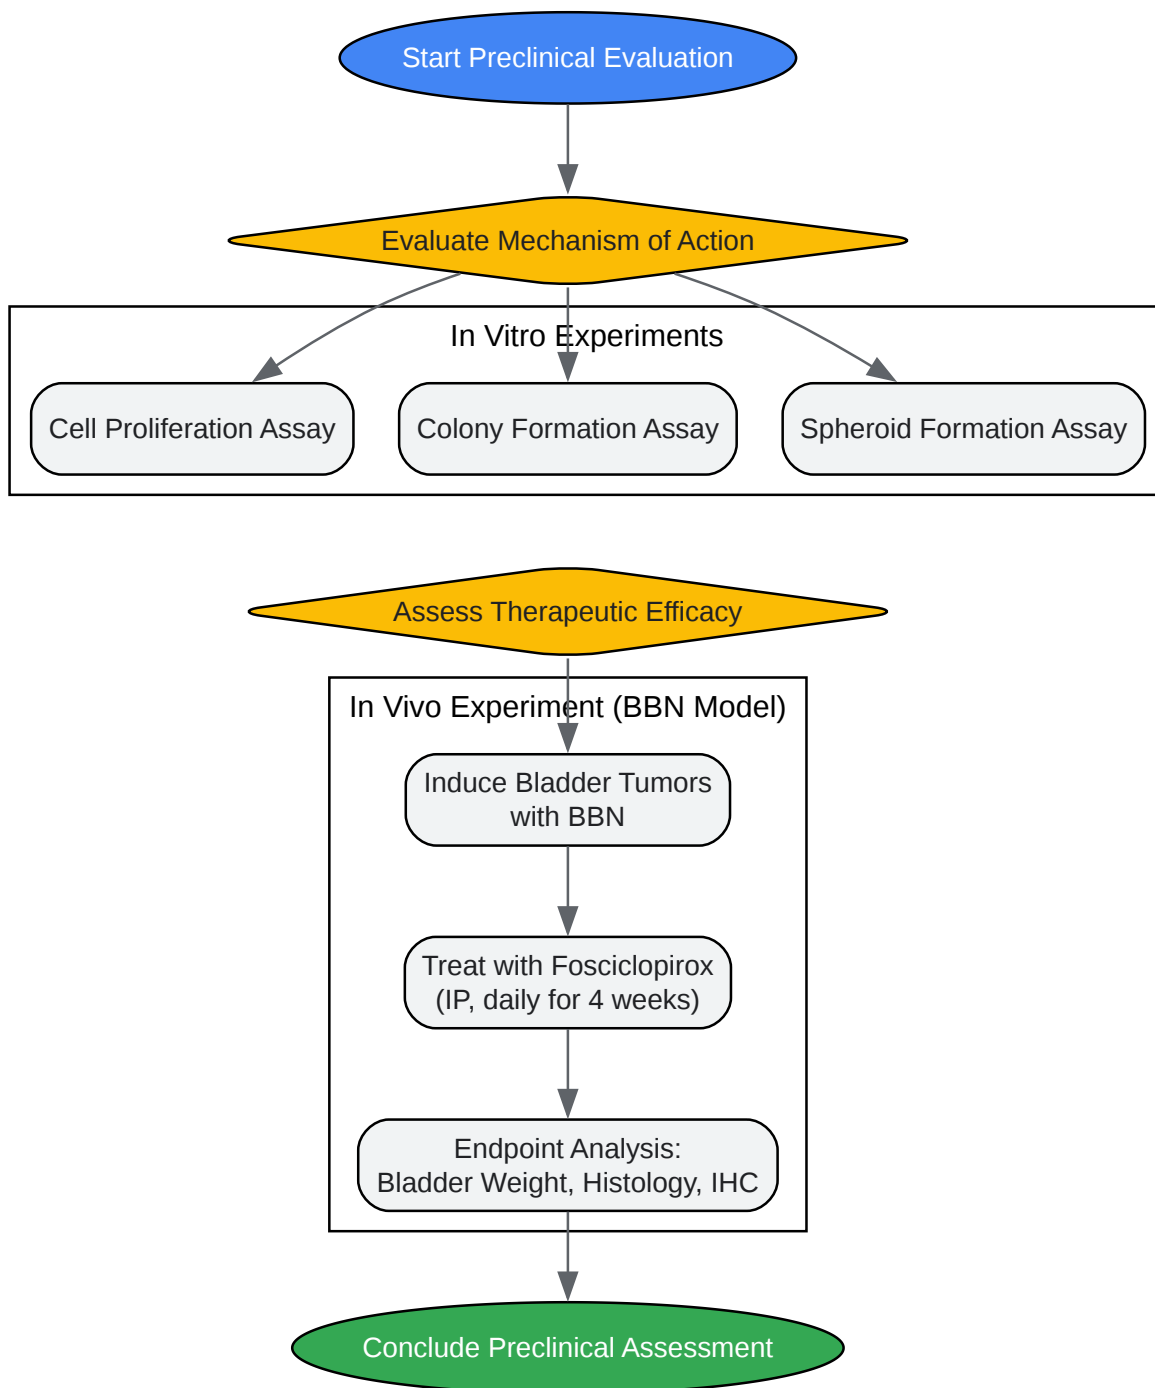 Start Preclinical Evaluation
Evaluate Mechanism of Action
In Vitro Experiments
Cell Proliferation Assay
Colony Formation Assay
Spheroid Formation Assay
Assess Therapeutic Efficacy
In Vivo Experiment (BBN Model)
Induce Bladder Tumors
with BBN
Treat with Fosciclopirox
(IP, daily for 4 weeks)
Endpoint Analysis:
Bladder Weight, Histology, IHC
Conclude Preclinical Assessment